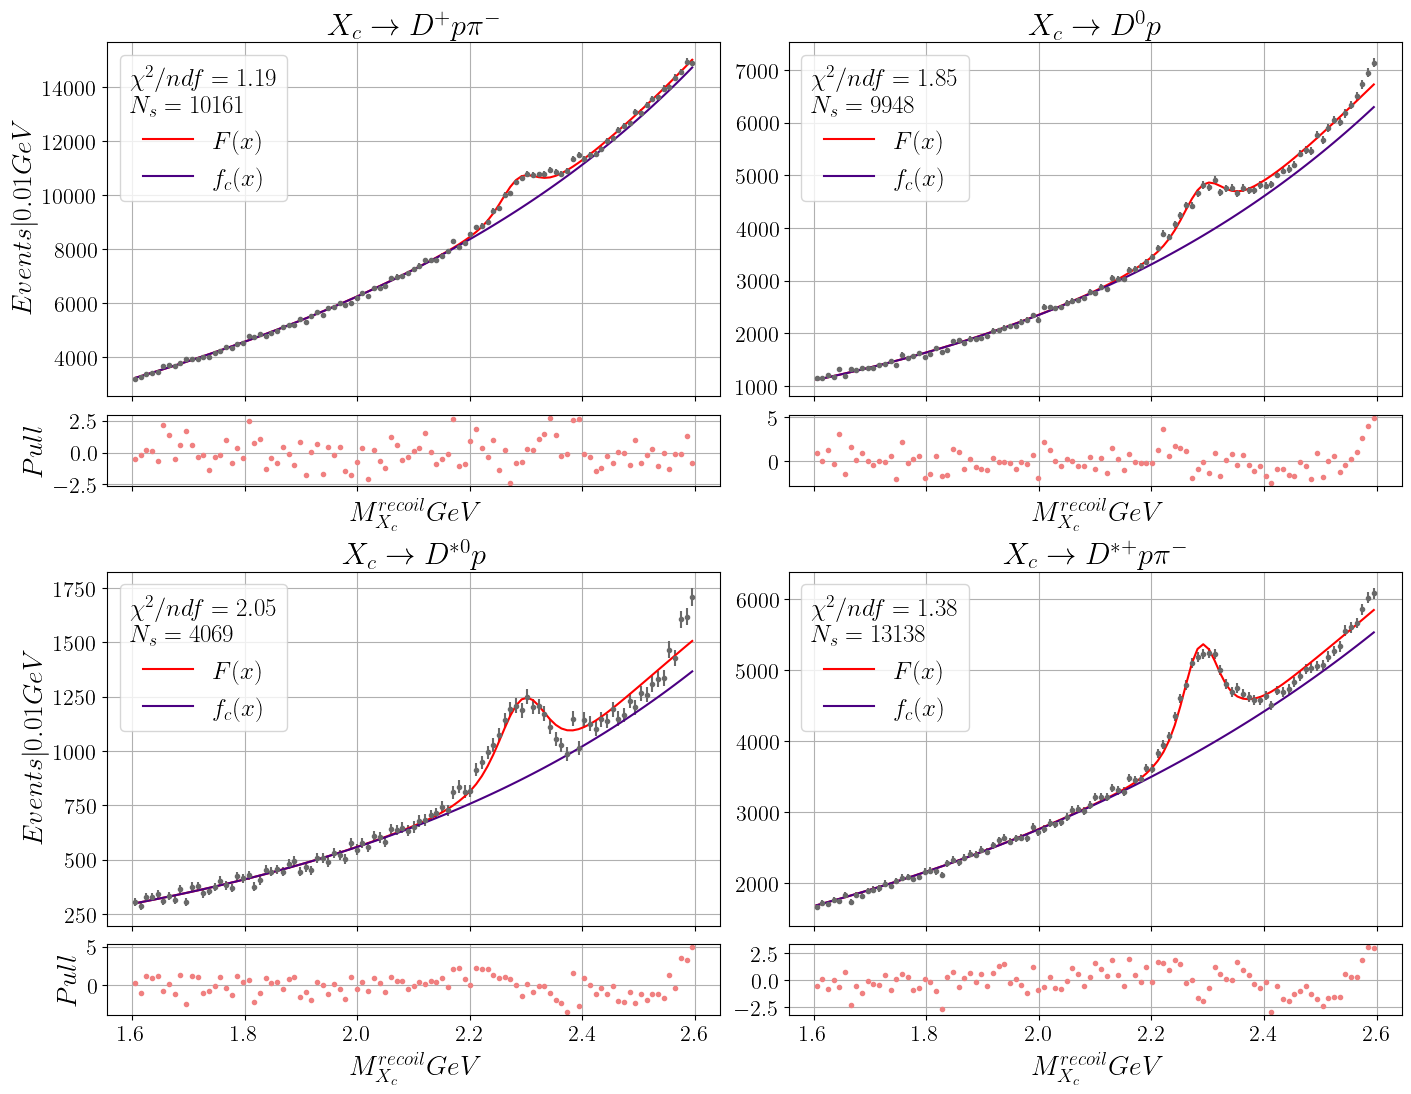 X_c → D^+ pπ^−
X_c → D^0 p
Events|0.01GeV
14000
12000
10000
8000
6000
4000
χ^2/ndf = 1.19
N_s = 10161
F(x)
f_c(x)
7000
6000
5000
4000
3000
2000
1000
χ^2/ndf = 1.85
N_s = 9948
F(x)
f_c(x)
Pull
2.5
0.0
−2.5
5
0
M_{X_c}^{recoil} GeV
M_{X_c}^{recoil} GeV
X_c → D^{*0} p
X_c → D^{*+} pπ^−
Events|0.01GeV
1750
1500
1250
1000
750
500
250
χ^2/ndf = 2.05
N_s = 4069
F(x)
f_c(x)
6000
5000
4000
3000
2000
χ^2/ndf = 1.38
N_s = 13138
F(x)
f_c(x)
Pull
5
0
2.5
0.0
−2.5
1.6 1.8 2.0 2.2 2.4 2.6
1.6 1.8 2.0 2.2 2.4 2.6
M_{X_c}^{recoil} GeV
M_{X_c}^{recoil} GeV